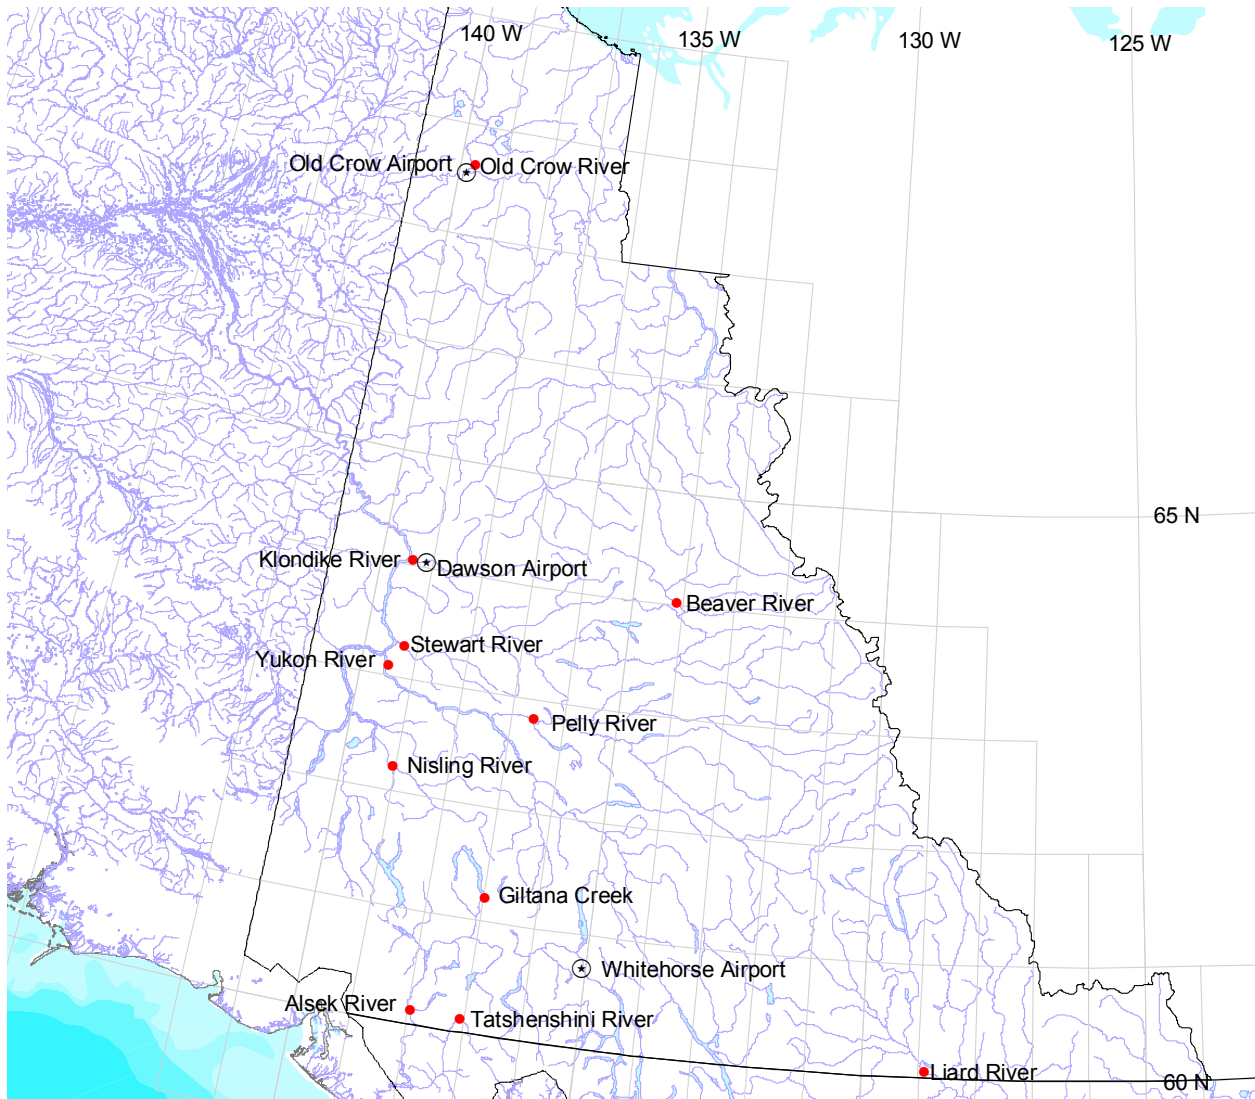 140 W
135 W
130 W
125 W
Old Crow Airport
Old Crow River
65 N
Klondike River
Dawson Airport
Beaver River
Stewart River
Yukon River
Pelly River
Nisling River
Giltana Creek
Whitehorse Airport
Alsek River
Tatshenshini River
Liard River
60 N